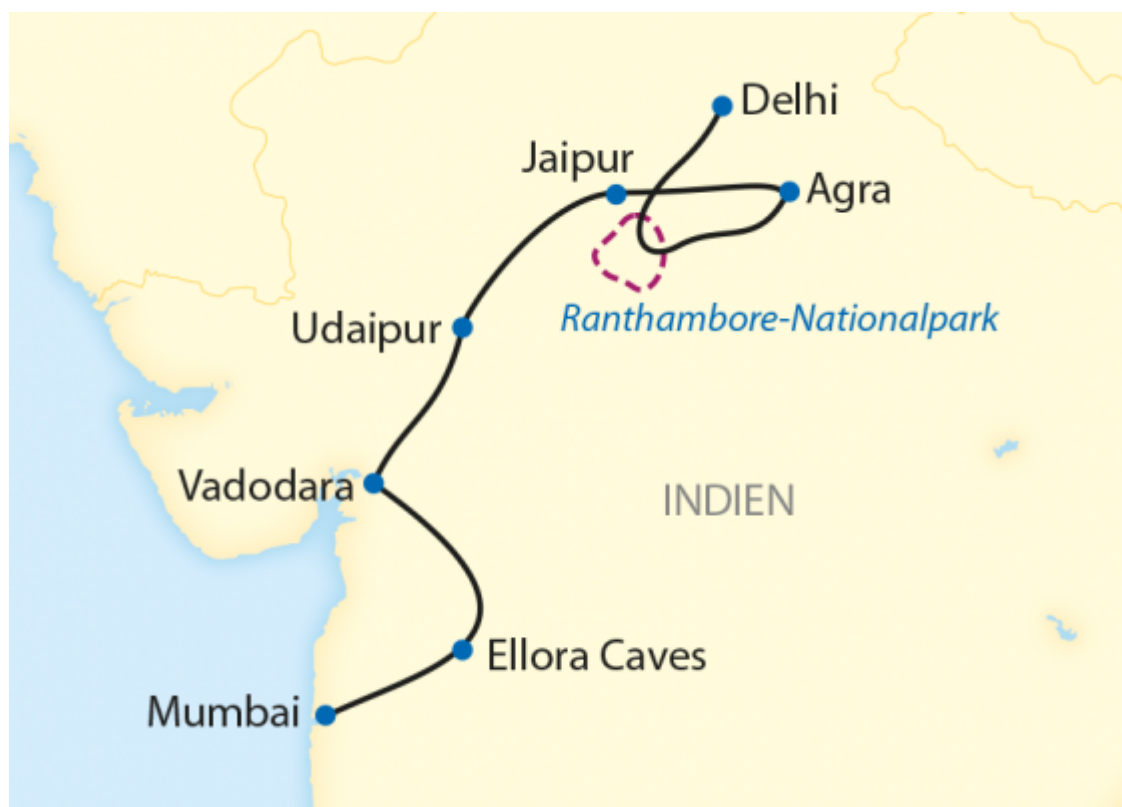 Delhi
Jaipur
Agra
Ranthambore-Nationalpark
Udaipur
Vadodara
INDIEN
Ellora Caves
Mumbai